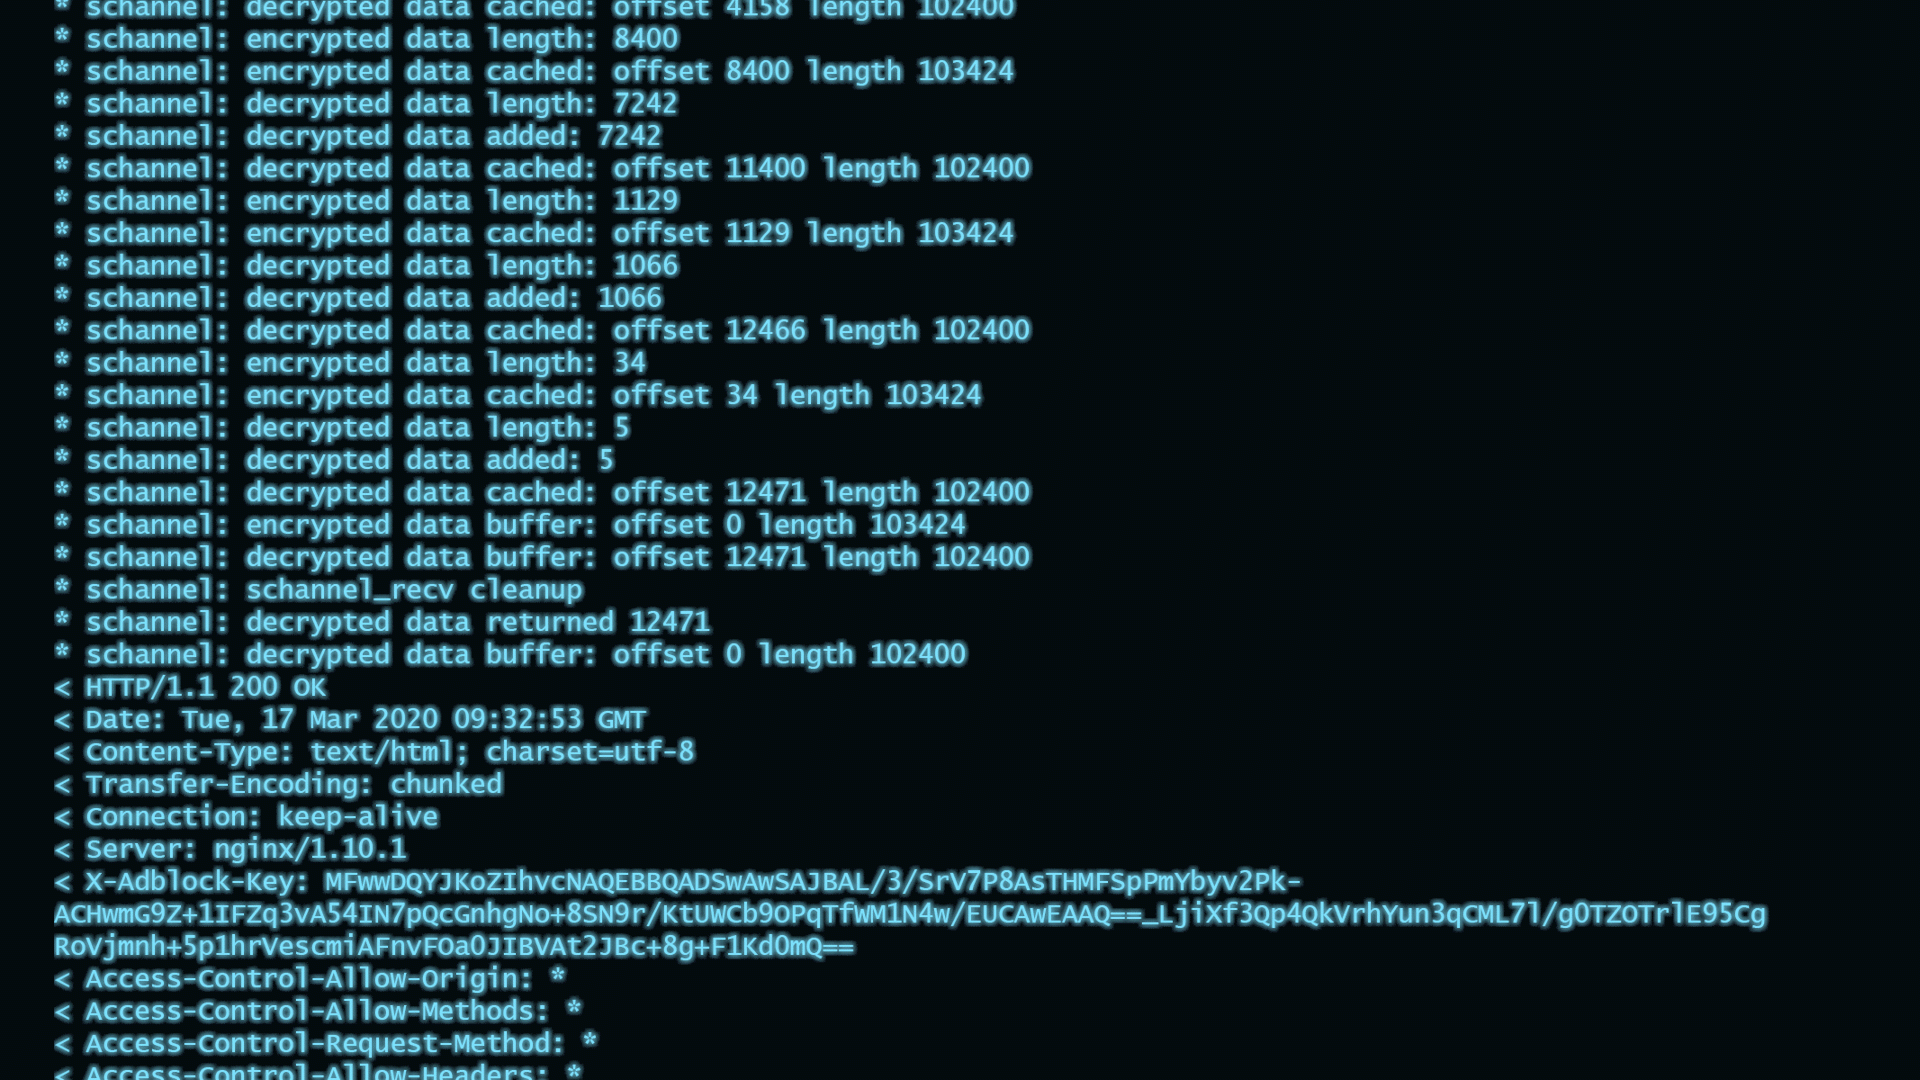 * schannel: decrypted data cached: offset 4158 length 102400
* schannel: encrypted data length: 8400
* schannel: encrypted data cached: offset 8400 length 103424
* schannel: decrypted data length: 7242
* schannel: decrypted data added: 7242
* schannel: decrypted data cached: offset 11400 length 102400
* schannel: encrypted data length: 1129
* schannel: encrypted data cached: offset 1129 length 103424
* schannel: decrypted data length: 1066
* schannel: decrypted data added: 1066
* schannel: decrypted data cached: offset 12466 length 102400
* schannel: encrypted data length: 34
* schannel: encrypted data cached: offset 34 length 103424
* schannel: decrypted data length: 5
* schannel: decrypted data added: 5
* schannel: decrypted data cached: offset 12471 length 102400
* schannel: encrypted data buffer: offset 0 length 103424
* schannel: decrypted data buffer: offset 12471 length 102400
* schannel: schannel_recv cleanup
* schannel: decrypted data returned 12471
* schannel: decrypted data buffer: offset 0 length 102400
< HTTP/1.1 200 OK
< Date: Tue, 17 Mar 2020 09:32:53 GMT
< Content-Type: text/html; charset=utf-8
< Transfer-Encoding: chunked
< Connection: keep-alive
< Server: nginx/1.10.1
< X-Adblock-Key: MFwwDQYJKoZIhvcNAQEBBQADSwAwSAJBAL/3/SrV7P8AsTHMFSpPmYbyv2Pk-
ACHwmG9Z+1IFZq3vA54IN7pQcGnhgNo+8SN9r/KtUWCb9OPqTfWM1N4w/EUCAwEAAQ==_LjiXf3Qp4QkVrhYun3qCML7l/g0TZOTrlE95Cg
RoVjmnh+5p1hrVescmiAFnvFOa0JIBVAt2JBc+8g+F1Kd0mQ==
< Access-Control-Allow-Origin: *
< Access-Control-Allow-Methods: *
< Access-Control-Request-Method: *
< Access-Control-Allow-Headers: *